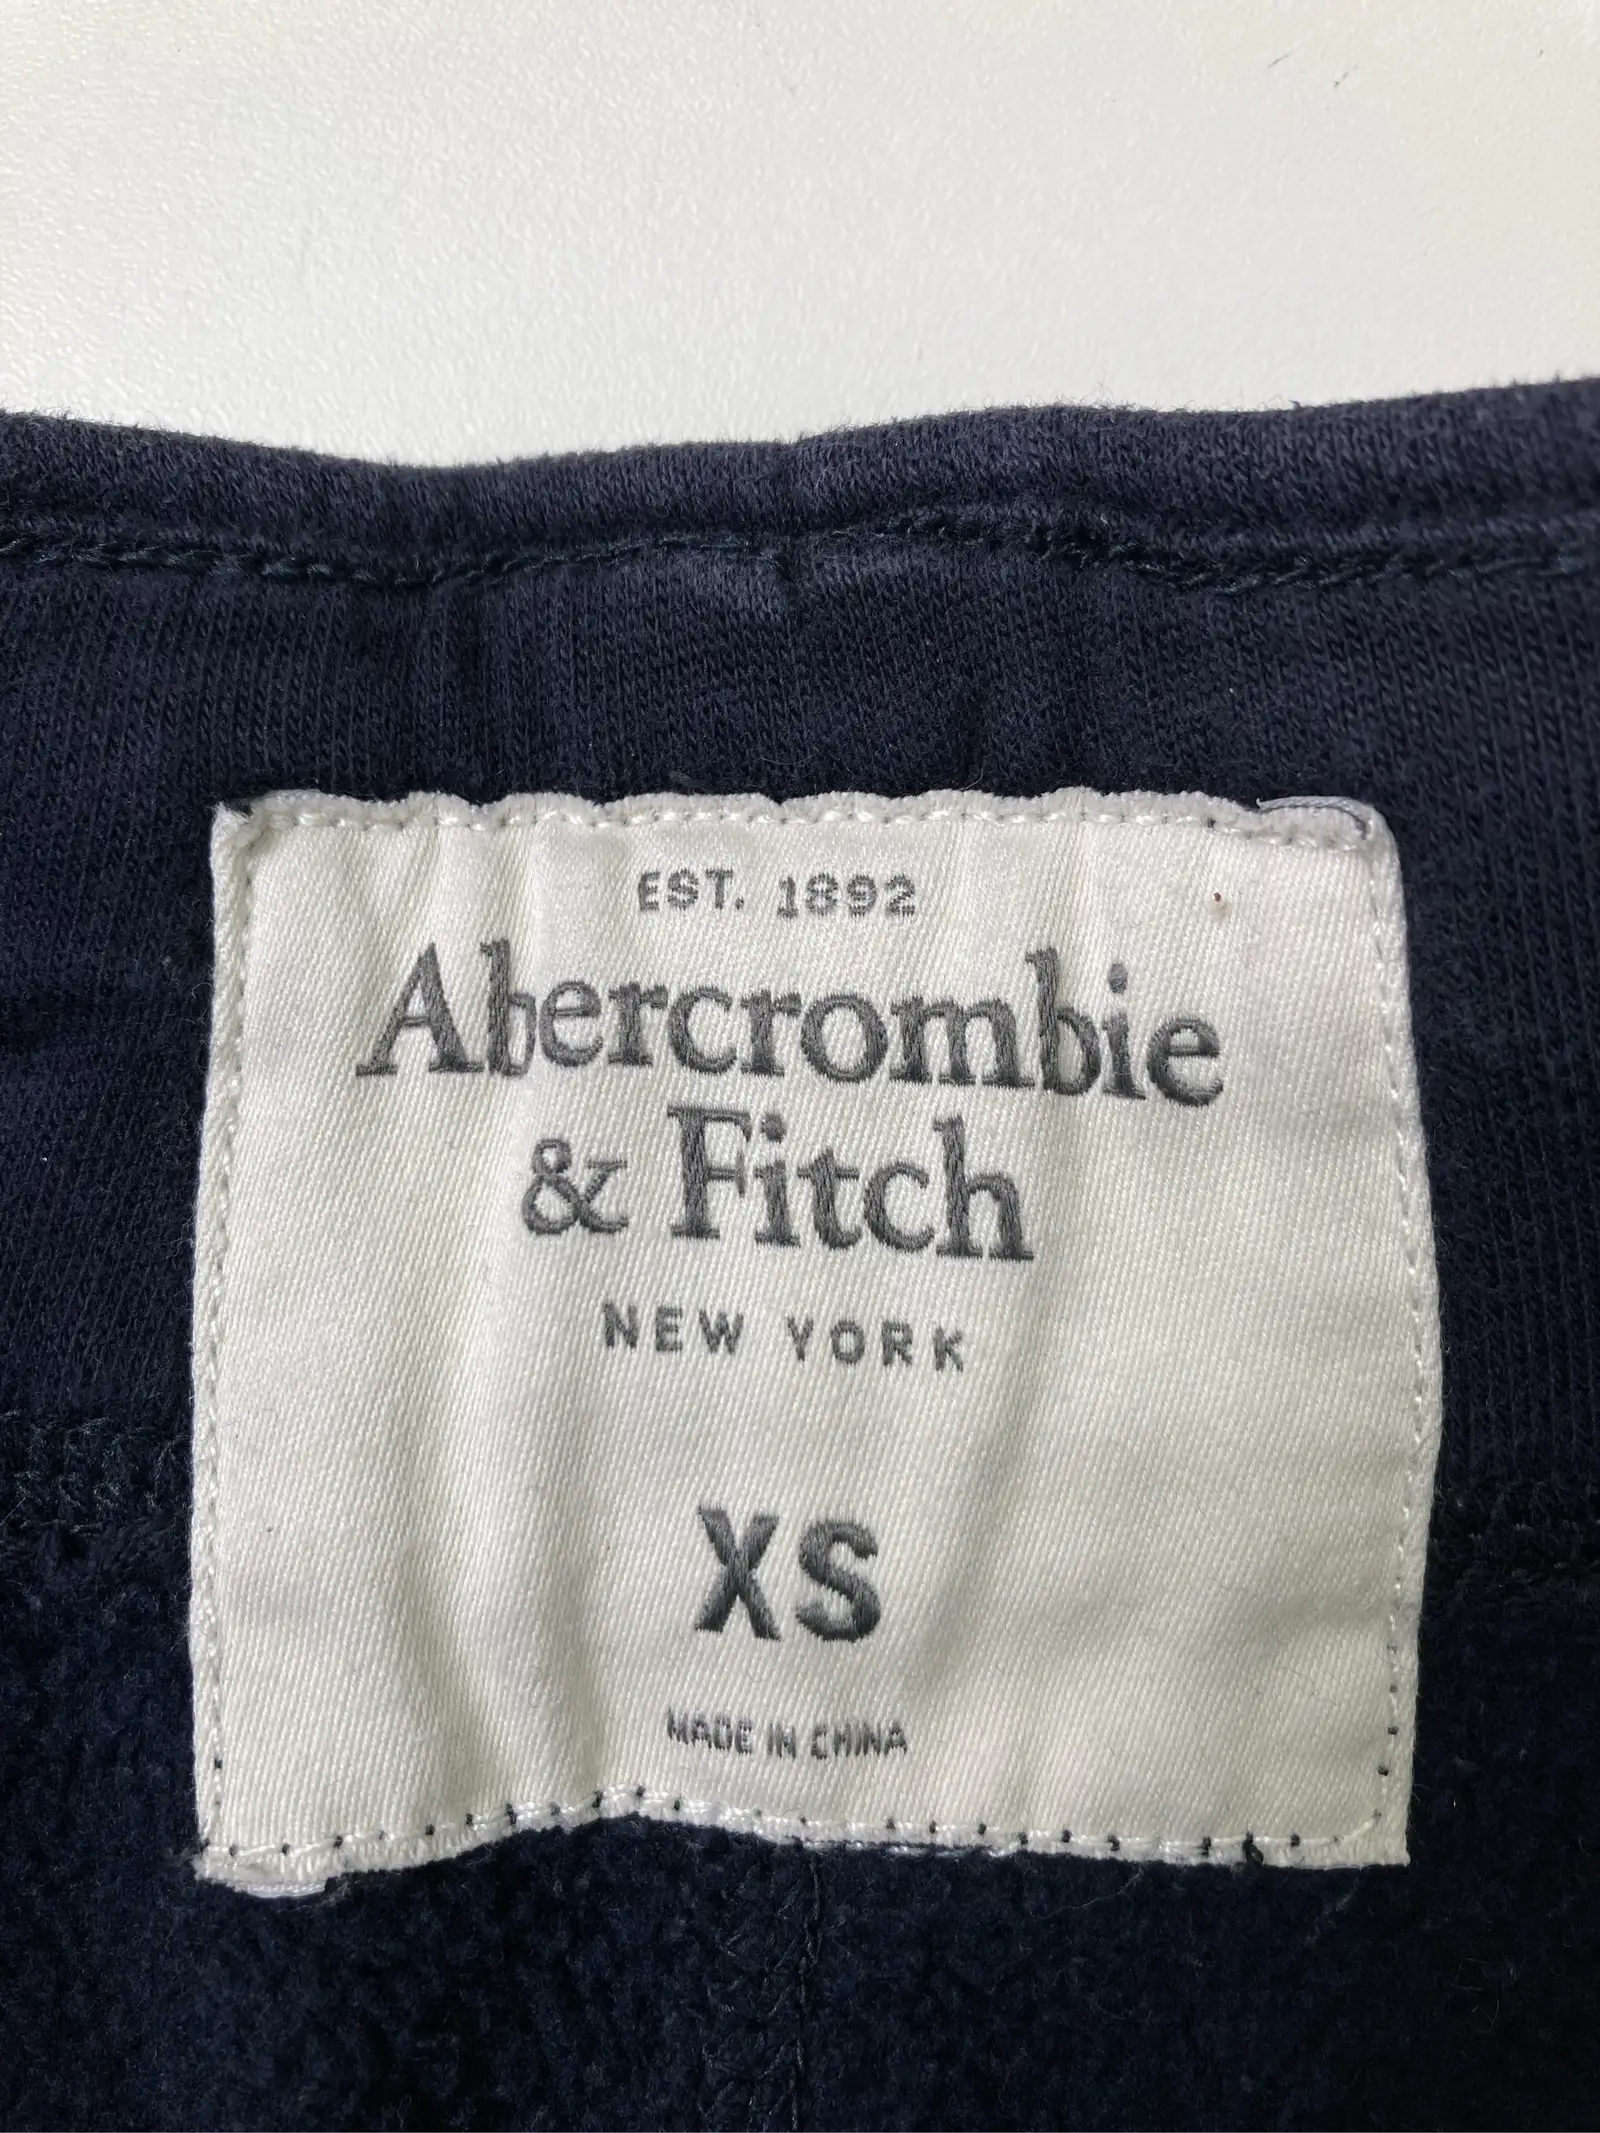 EST. 1892
Abercrombie
& Fitch
NEW YORK
XS
MADE IN CHINA